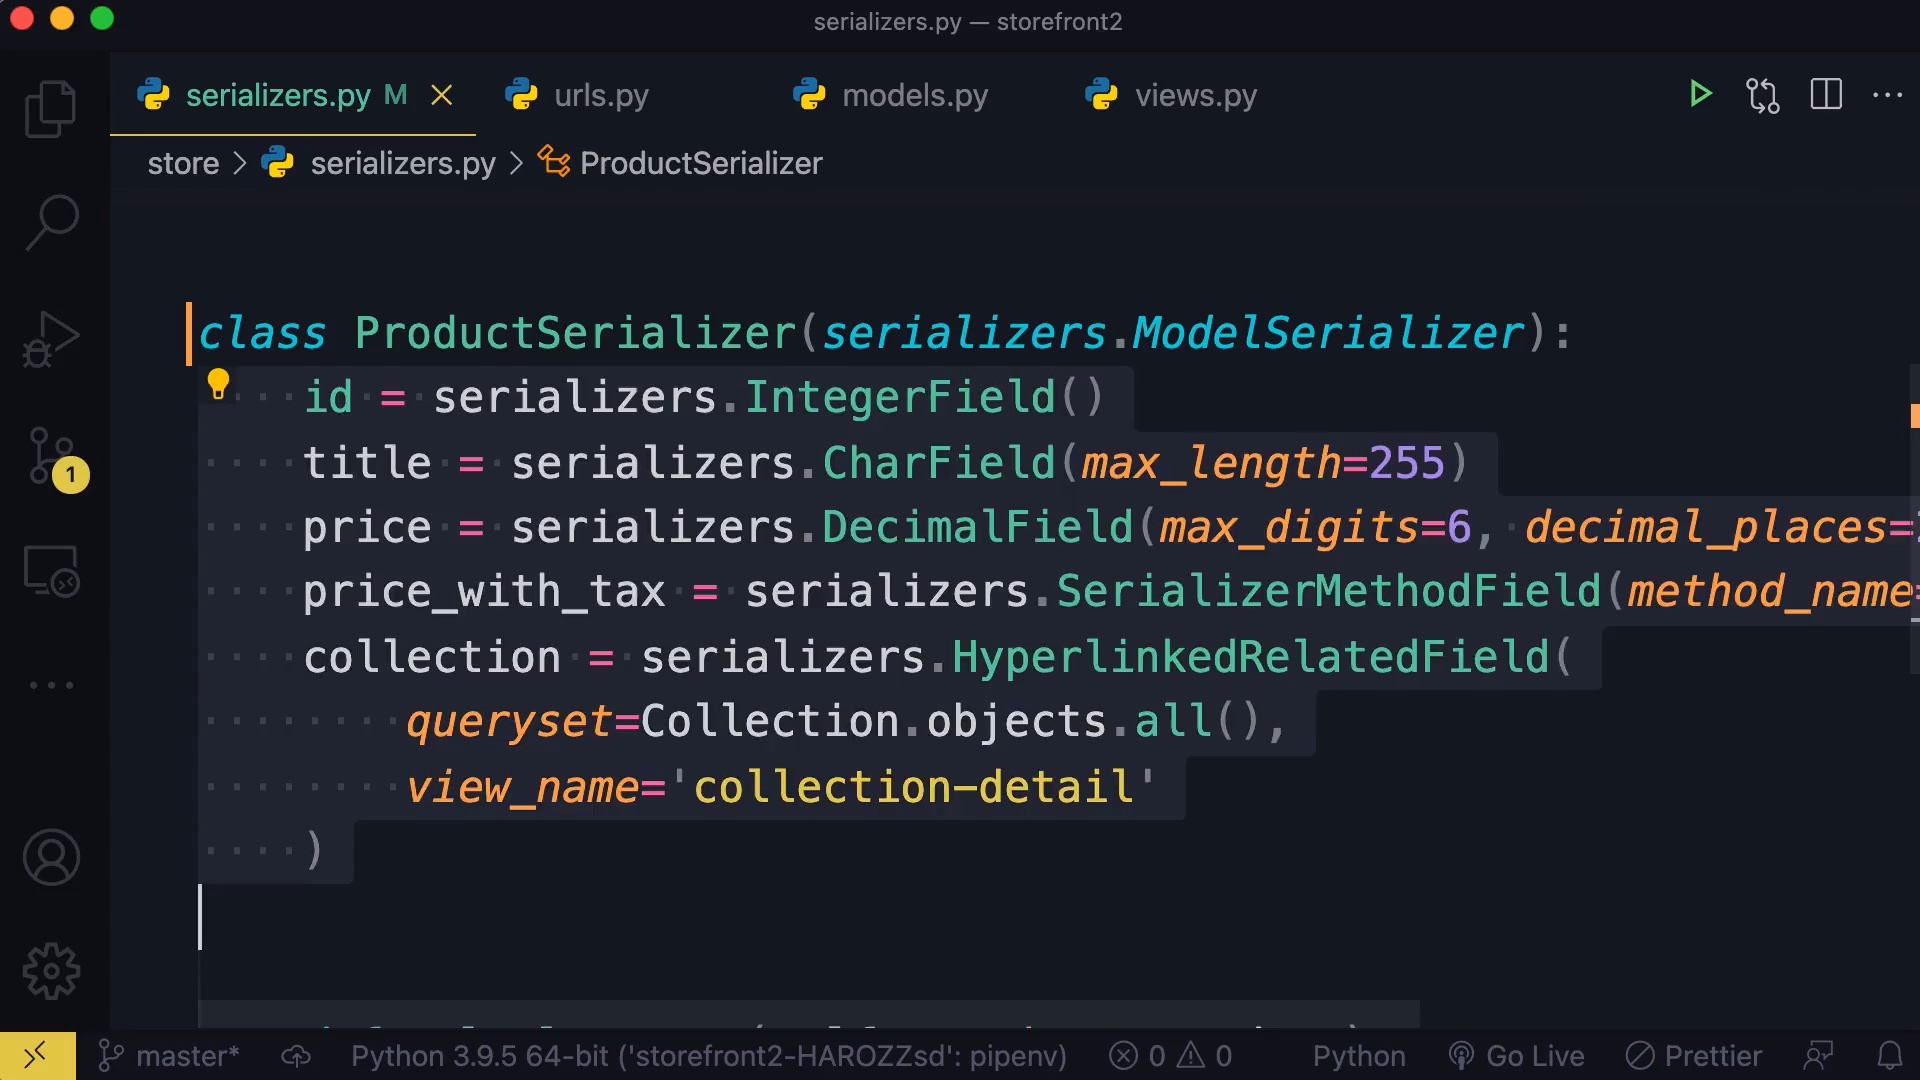 serializers.py — storefront2
serializers.py M urls.py models.py views.py
store > serializers.py > ProductSerializer
class ProductSerializer(serializers.ModelSerializer):
    id = serializers.IntegerField()
    title = serializers.CharField(max_length=255)
    price = serializers.DecimalField(max_digits=6, decimal_places=
    price_with_tax = serializers.SerializerMethodField(method_name=
    collection = serializers.HyperlinkedRelatedField(
        queryset=Collection.objects.all(),
        view_name='collection-detail'
    )
1
master* Python 3.9.5 64-bit ('storefront2-HAROZZsd': pipenv) 0 0 Python Go Live Prettier